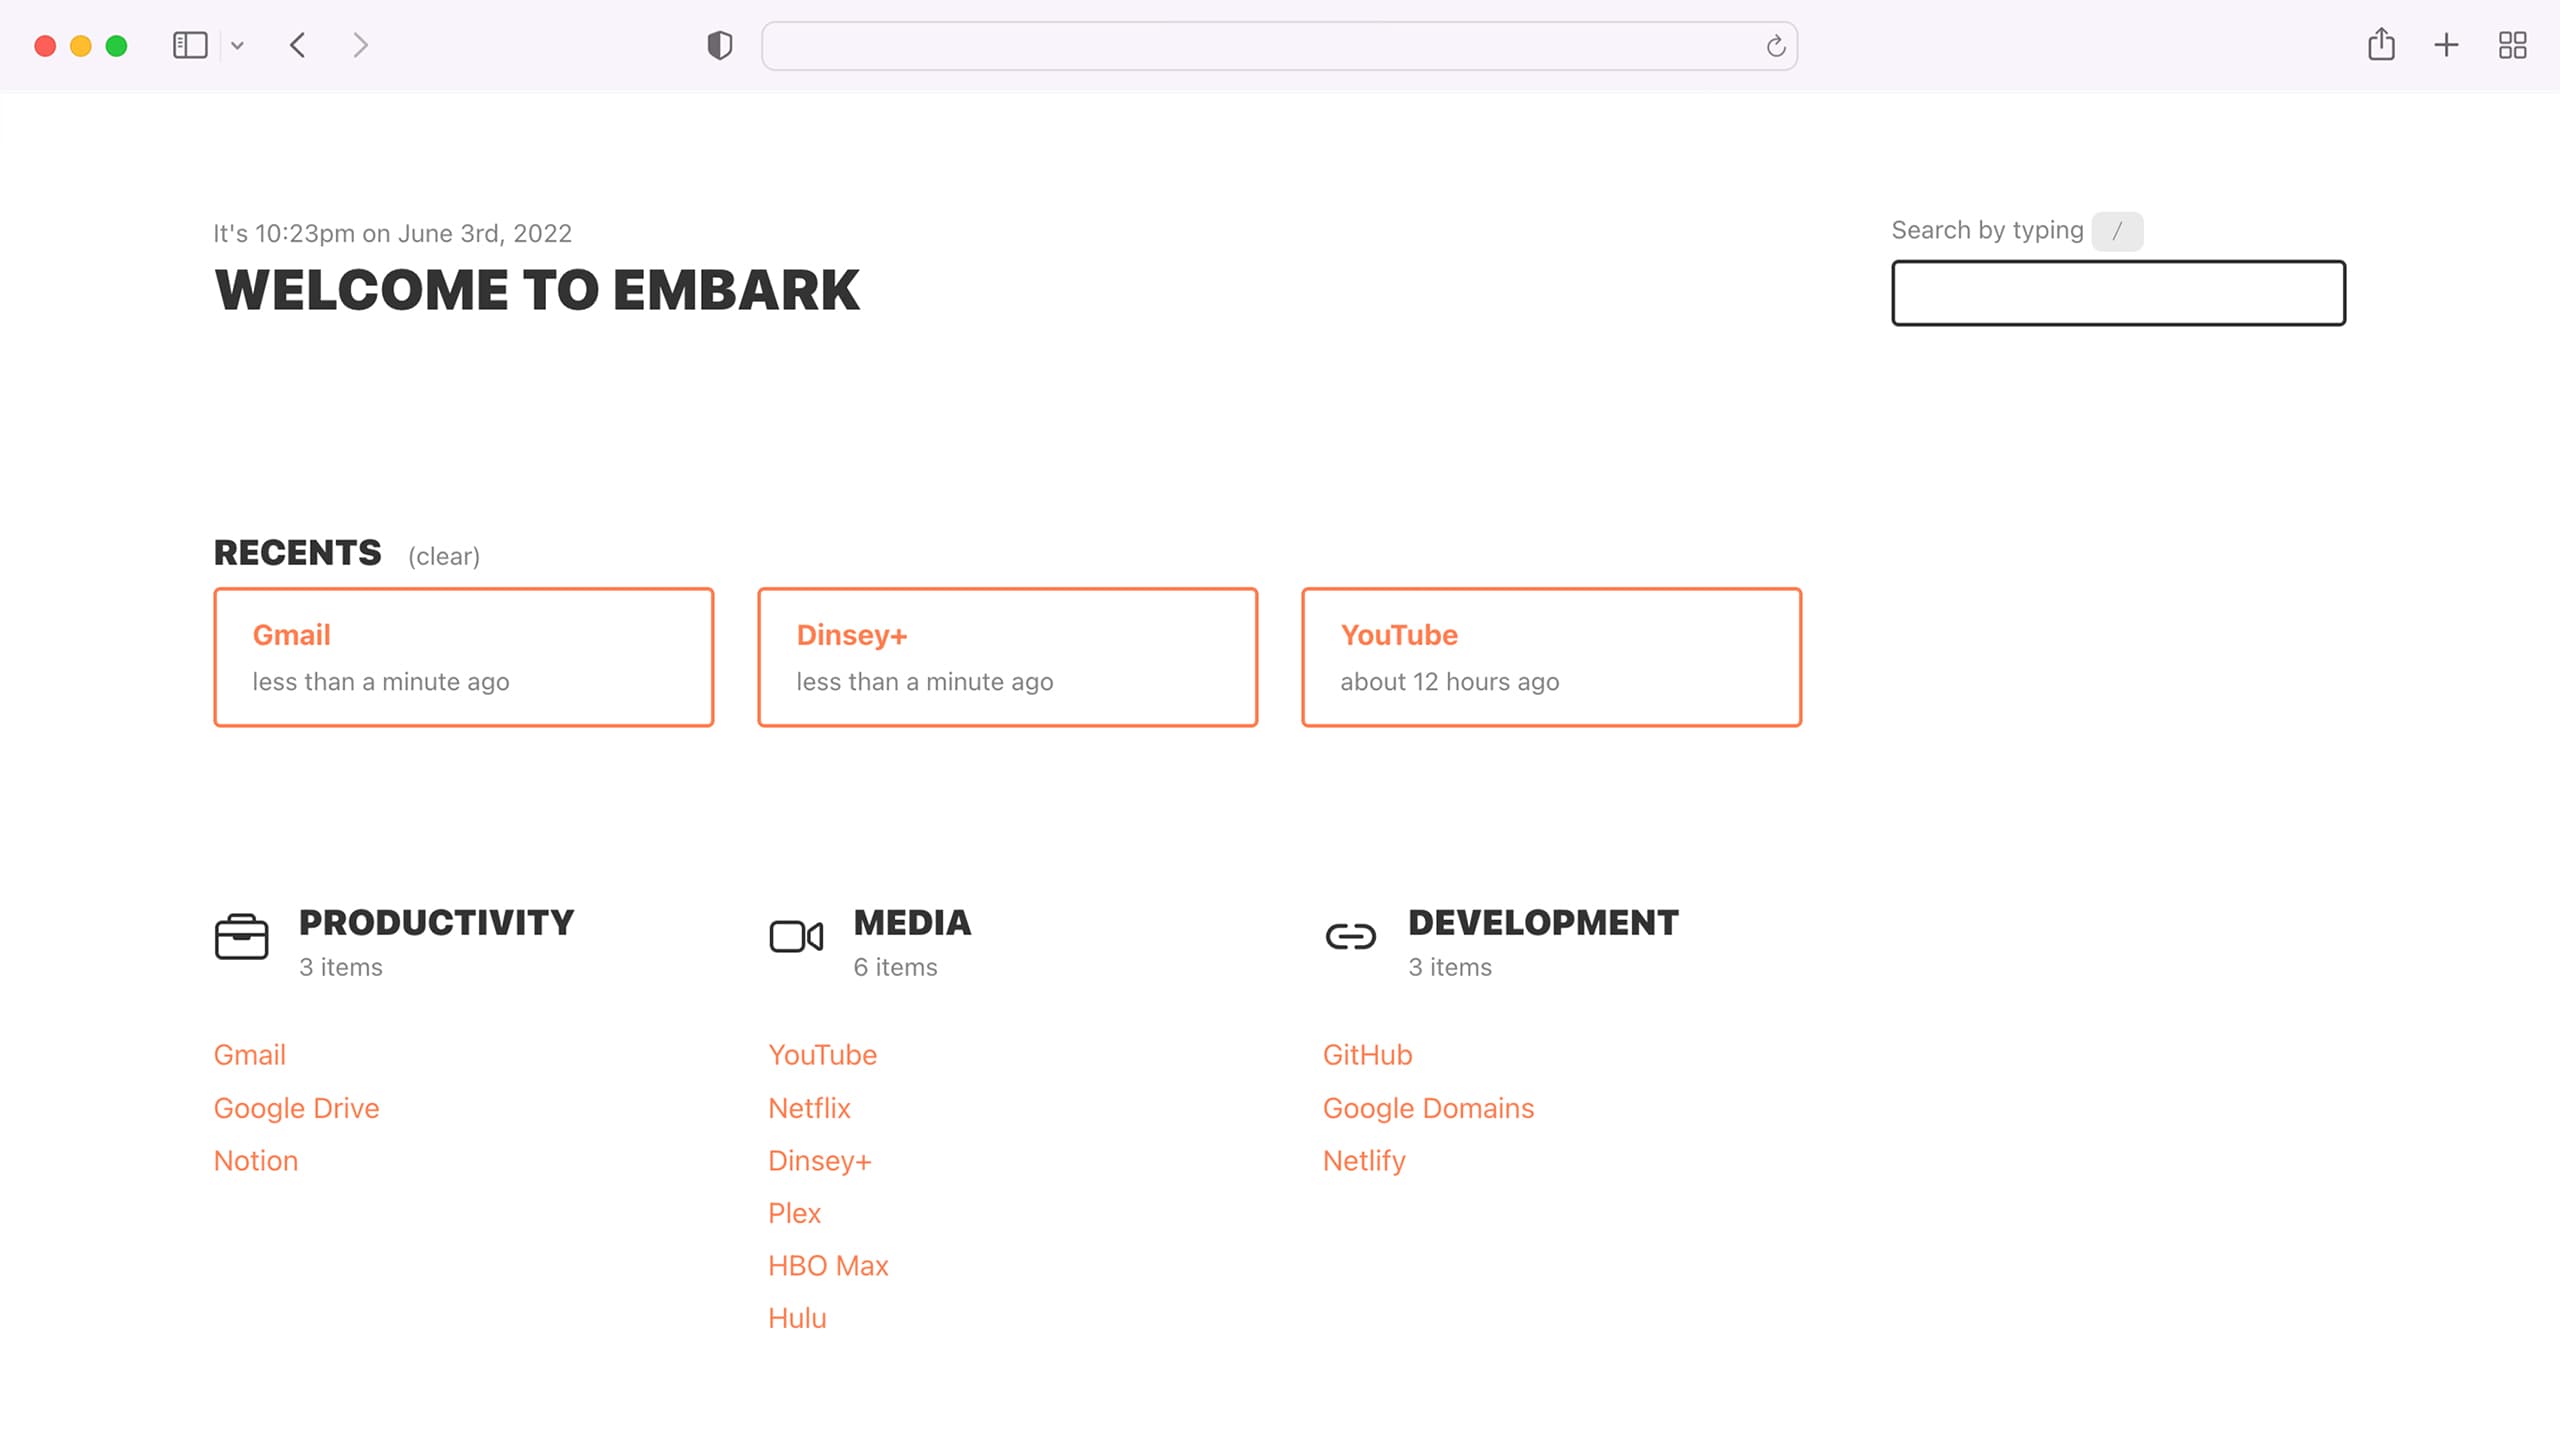 It's 10:23pm on June 3rd, 2022
WELCOME TO EMBARK
Search by typing /
RECENTS (clear)
Gmail
less than a minute ago
Dinsey+
less than a minute ago
YouTube
about 12 hours ago
PRODUCTIVITY
3 items
Gmail
Google Drive
Notion
MEDIA
6 items
YouTube
Netflix
Dinsey+
Plex
HBO Max
Hulu
DEVELOPMENT
3 items
GitHub
Google Domains
Netlify